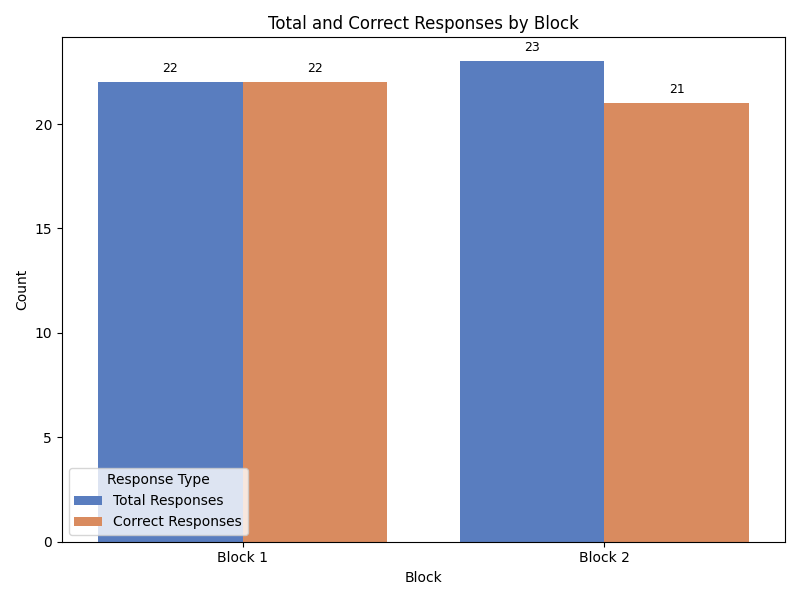 Total and Correct Responses by Block
22
22
23
21
20
15
10
5
0
Count
Response Type
Total Responses
Correct Responses
Block 1
Block 2
Block